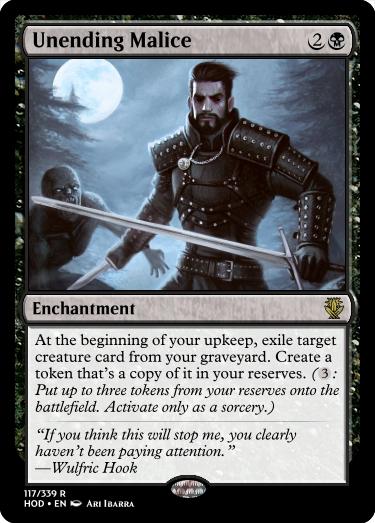 Unending Malice 2
Enchantment
At the beginning of your upkeep, exile target
creature card from your graveyard. Create a
token that's a copy of it in your reserves. (3:
Put up to three tokens from your reserves onto the
battlefield. Activate only as a sorcery.)
“If you think this will stop me, you clearly
haven't been paying attention.”
—Wulfric Hook
117/339 R
HOD • EN Ari Ibarra